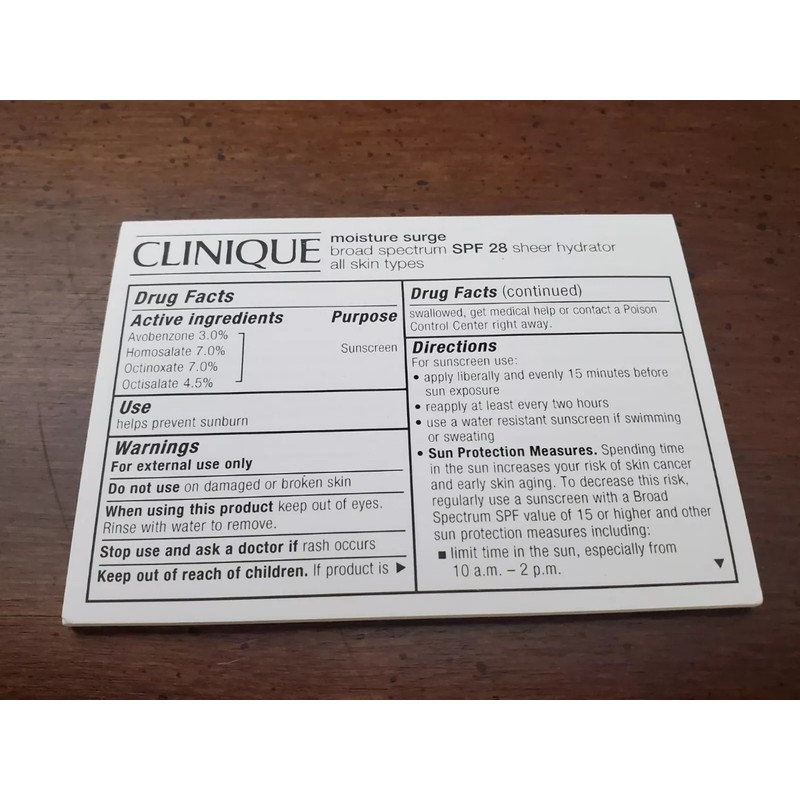 CLINIQUE
moisture surge
broad spectrum SPF 28 sheer hydrator
all skin types
Drug Facts
Active ingredients Purpose
Avobenzone 3.0%
Homosalate 7.0% Sunscreen
Octinoxate 7.0%
Octisalate 4.5%
Use
helps prevent sunburn
Warnings
For external use only
Do not use on damaged or broken skin
When using this product keep out of eyes.
Rinse with water to remove.
Stop use and ask a doctor if rash occurs
Keep out of reach of children. If product is ▶
Drug Facts (continued)
swallowed, get medical help or contact a Poison
Control Center right away.
Directions
For sunscreen use:
• apply liberally and evenly 15 minutes before
sun exposure
• reapply at least every two hours
• use a water resistant sunscreen if swimming
or sweating
• Sun Protection Measures. Spending time
in the sun increases your risk of skin cancer
and early skin aging. To decrease this risk,
regularly use a sunscreen with a Broad
Spectrum SPF value of 15 or higher and other
sun protection measures including:
■ limit time in the sun, especially from
10 a.m. – 2 p.m. ▼